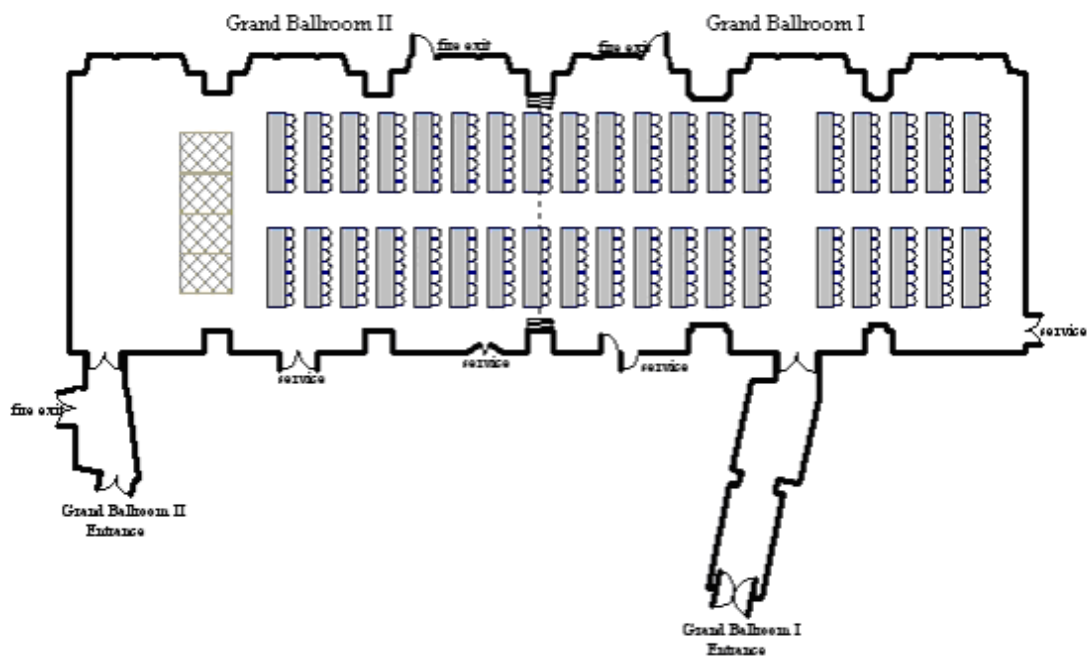 Grand Ballroom II
Grand Ballroom I
fire exit
fire exit
service
service
service
service
fire exit
Grand Ballroom II
Entrance
Grand Ballroom I
Entrance